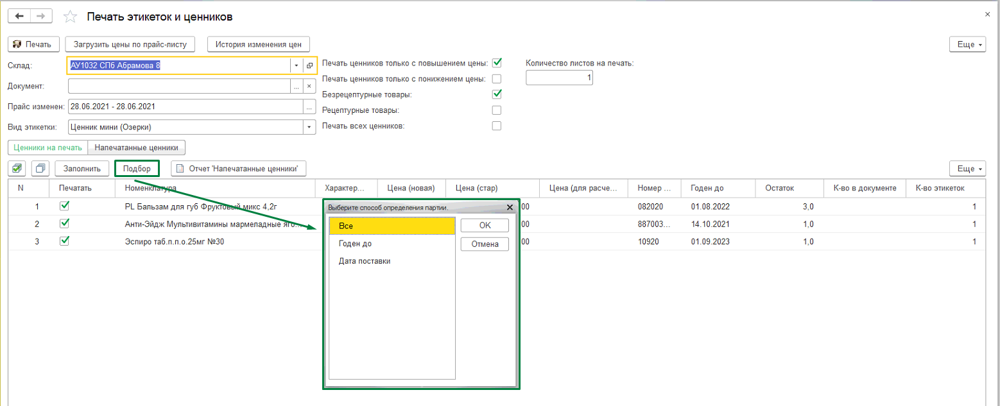 Печать этикеток и ценников
Печать Загрузить цены по прайс-листу История изменения цен Еще
Склад: АУ1032 СПб Абрамова 8
Документ:
Прайс изменен: 28.06.2021 - 28.06.2021
Вид этикетки: Ценник мини (Озерки)
Печать ценников только с повышением цены:
Печать ценников только с понижением цены:
Безрецептурные товары:
Рецептурные товары:
Печать всех ценников:
Количество листов на печать:
1
Ценники на печать Напечатанные ценники
Заполнить Подбор Отчет 'Напечатанные ценники' Еще
N Печатать Номенклатура Характер... Цена (новая) Цена (стар) Цена (для расче... Номер ... Годен до Остаток К-во в документе К-во этикеток
1 PL Бальзам для губ Фруктовый микс 4,2г 00 082020 01.08.2022 3,0 1
2 Анти-Эйдж Мультивитамины мармеладные яго... 00 887003... 14.10.2021 1,0 1
3 Эспиро таб.п.п.о.25мг №30 00 10920 01.09.2023 1,0 1
Выберите способ определения партии.
Все
Годен до
Дата поставки
OK
Отмена